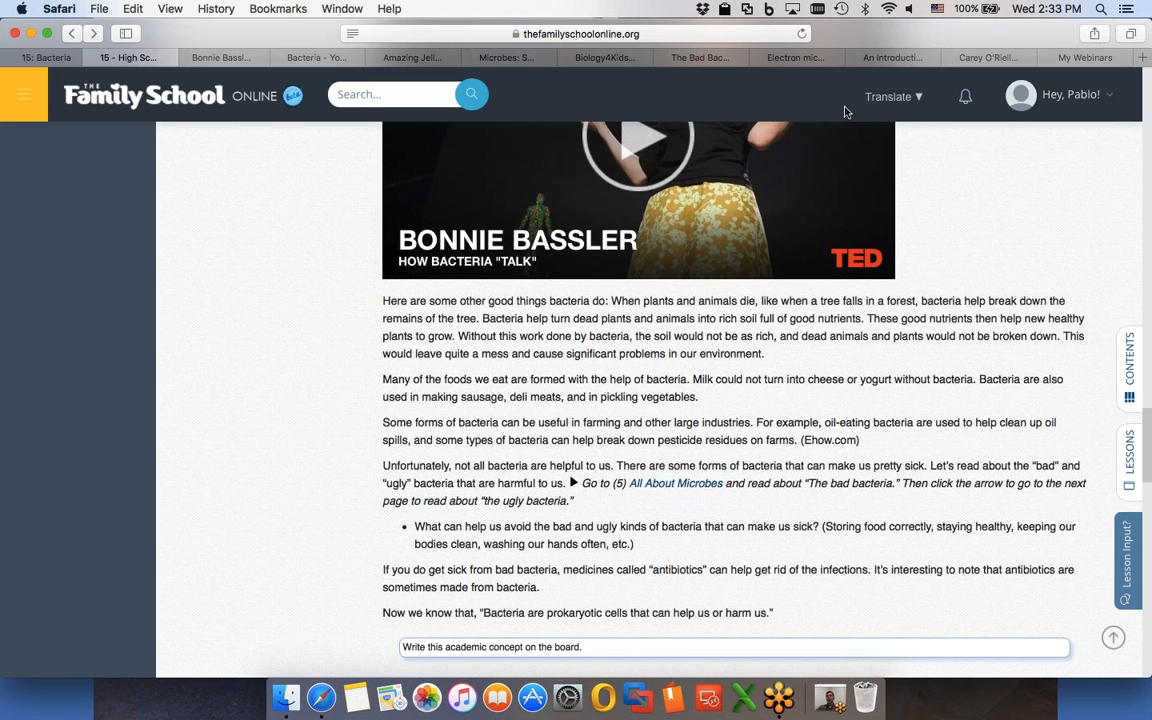 Safari File Edit View History Bookmarks Window Help 100% Wed 2:33 PM
thefamilyschoolonline.org
15: Bacteria 15 - High Sc... Bonnie Bassl... Bacteria - Yo... Amazing Jell... Microbes: S... Biology4Kids... The Bad Bac... Electron mic... An Introducti... Carey O'Riell... My Webinars
THE Family School ONLINE beta Search... Translate ▼ Hey, Pablo!
BONNIE BASSLER
HOW BACTERIA "TALK"
TED
Here are some other good things bacteria do: When plants and animals die, like when a tree falls in a forest, bacteria help break down the
remains of the tree. Bacteria help turn dead plants and animals into rich soil full of good nutrients. These good nutrients then help new healthy
plants to grow. Without this work done by bacteria, the soil would not be as rich, and dead animals and plants would not be broken down. This
would leave quite a mess and cause significant problems in our environment.
Many of the foods we eat are formed with the help of bacteria. Milk could not turn into cheese or yogurt without bacteria. Bacteria are also
used in making sausage, deli meats, and in pickling vegetables.
Some forms of bacteria can be useful in farming and other large industries. For example, oil-eating bacteria are used to help clean up oil
spills, and some types of bacteria can help break down pesticide residues on farms. (Ehow.com)
Unfortunately, not all bacteria are helpful to us. There are some forms of bacteria that can make us pretty sick. Let's read about the "bad" and
"ugly" bacteria that are harmful to us. ▶ Go to (5) All About Microbes and read about "The bad bacteria." Then click the arrow to go to the next
page to read about "the ugly bacteria."
• What can help us avoid the bad and ugly kinds of bacteria that can make us sick? (Storing food correctly, staying healthy, keeping our
bodies clean, washing our hands often, etc.)
If you do get sick from bad bacteria, medicines called "antibiotics" can help get rid of the infections. It's interesting to note that antibiotics are
sometimes made from bacteria.
Now we know that, "Bacteria are prokaryotic cells that can help us or harm us."
Write this academic concept on the board.
CONTENTS
LESSONS
Lesson Input?